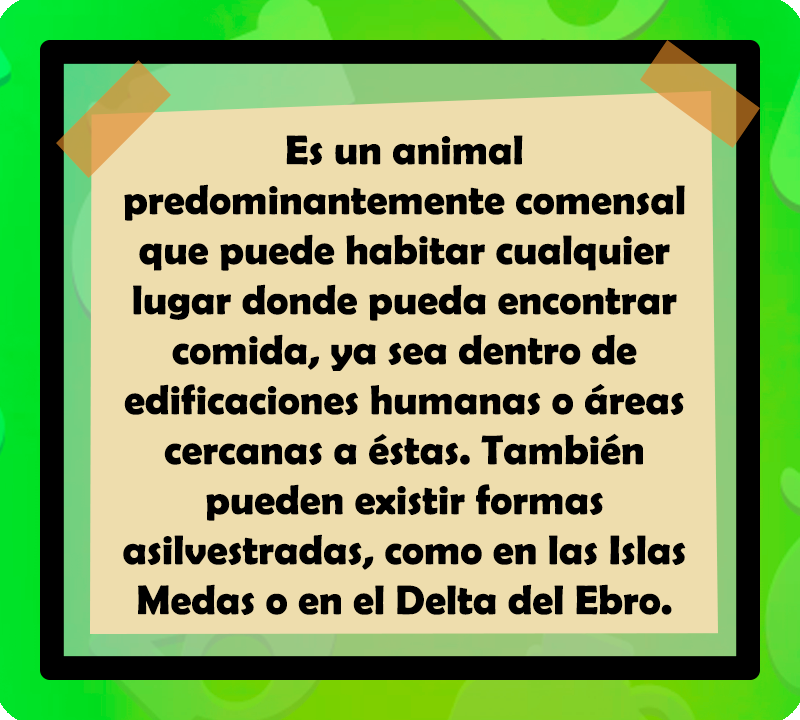 Es un animal
predominantemente comensal
que puede habitar cualquier
lugar donde pueda encontrar
comida, ya sea dentro de
edificaciones humanas o áreas
cercanas a éstas. También
pueden existir formas
asilvestradas, como en las Islas
Medas o en el Delta del Ebro.